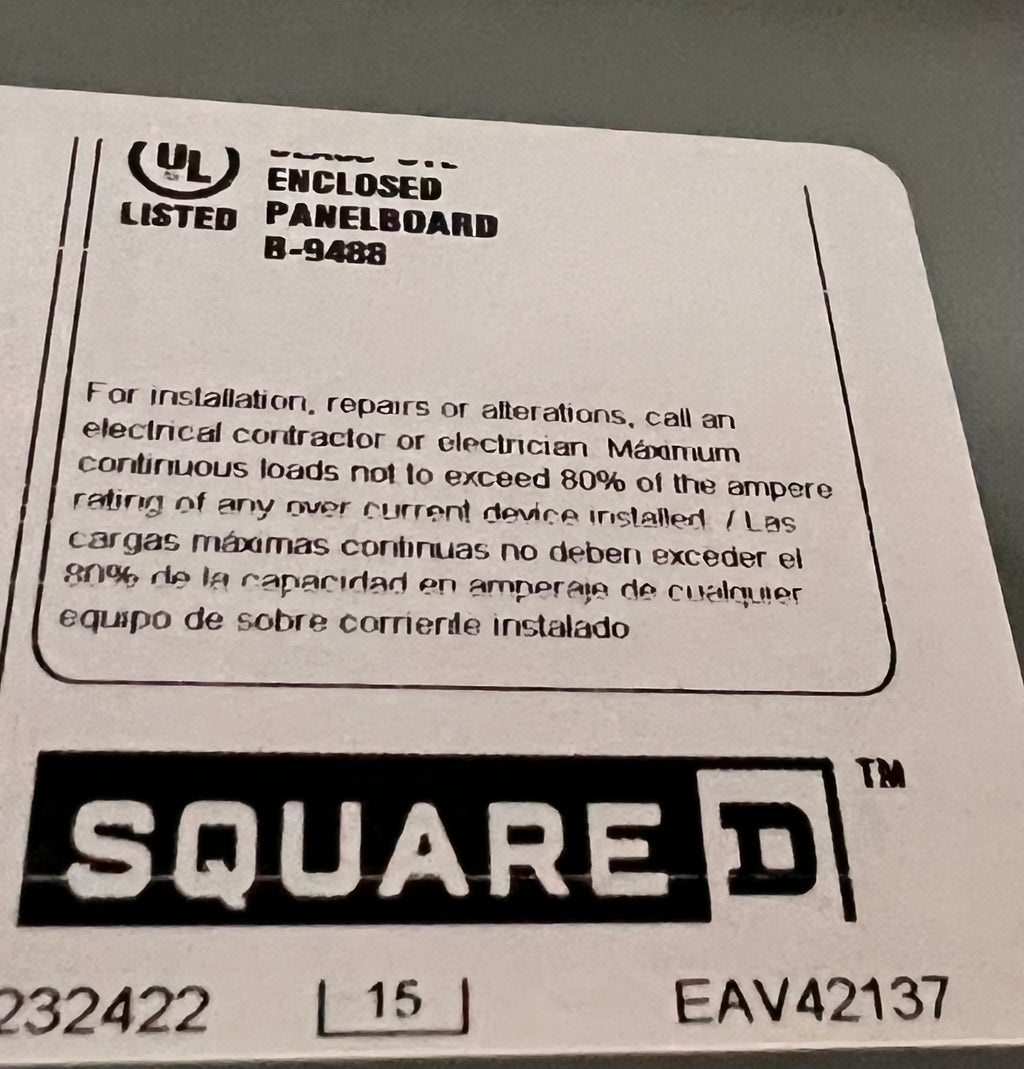 UL
LISTED
ENCLOSED
PANELBOARD
B-9488
For installation, repairs or alterations, call an
electrical contractor or electrician Máximum
continuous loads not to exceed 80% of the ampere
rating of any over current device installed / Las
cargas máximas continuas no deben exceder el
80% de la capacidad en amperaje de cualquier
equipo de sobre corriente instalado
SQUARE D TM
232422 15 EAV42137